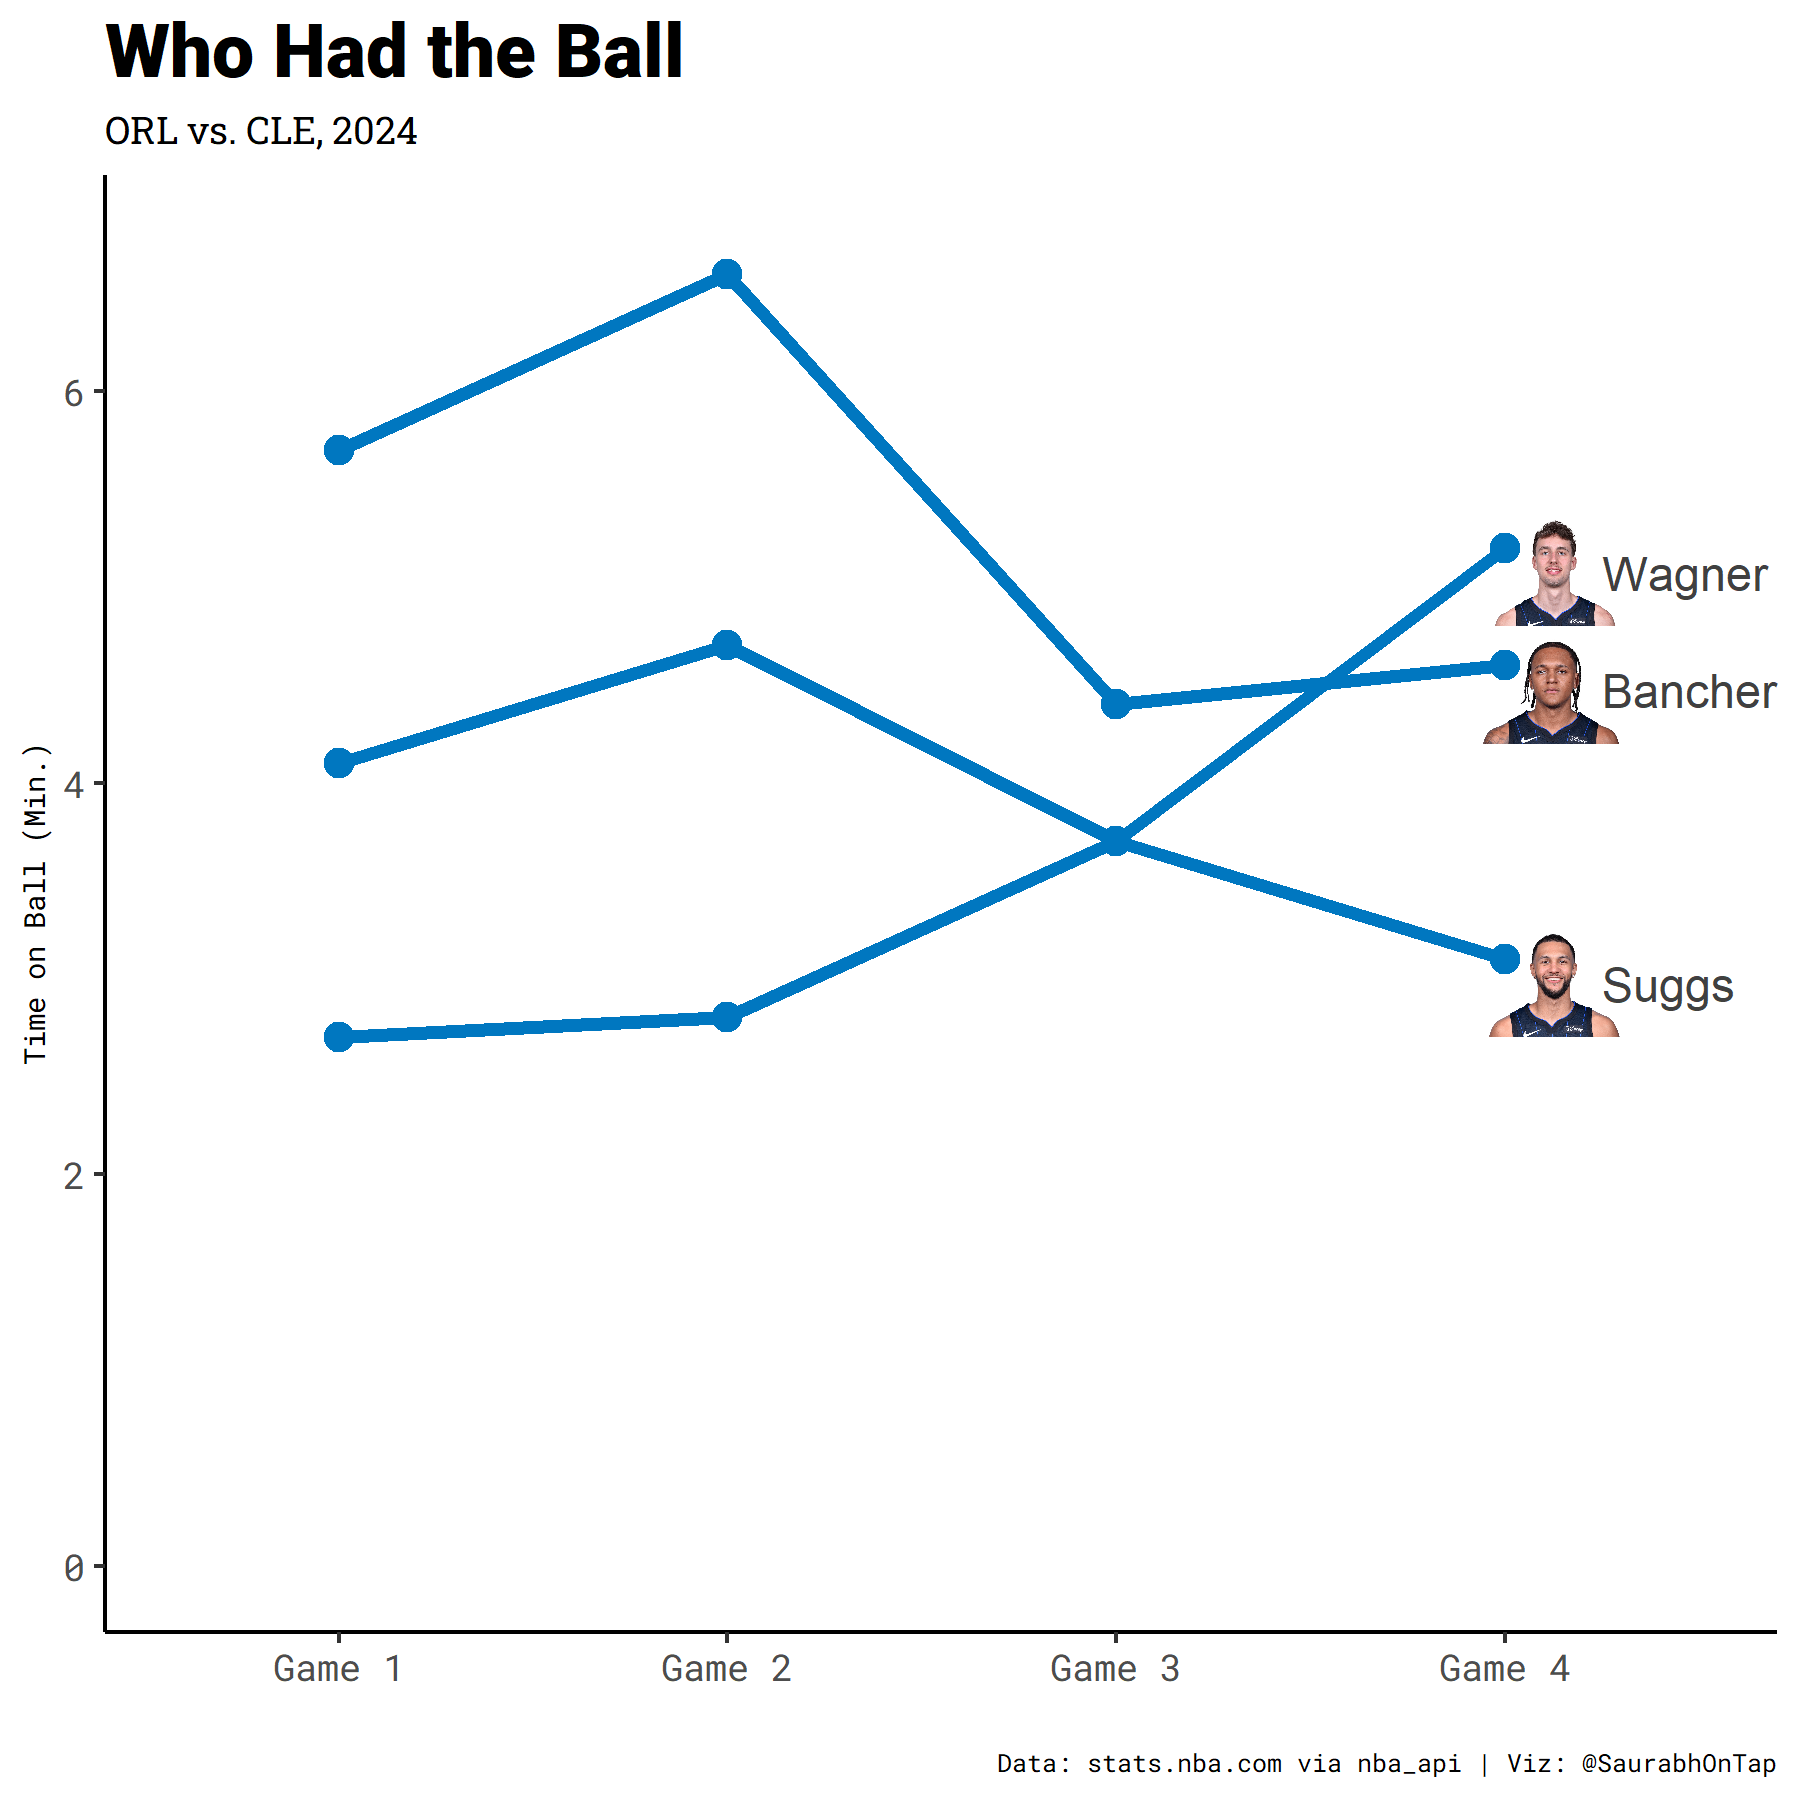 Who Had the Ball
ORL vs. CLE, 2024
Time on Ball (Min.)
6
4
2
0
Wagner
Bancher
Suggs
Game 1
Game 2
Game 3
Game 4
Data: stats.nba.com via nba_api | Viz: @SaurabhOnTap